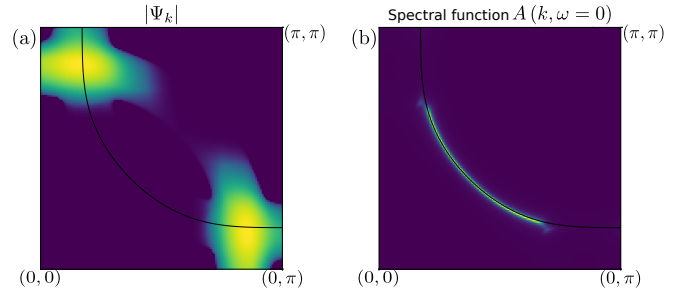 (a)
|Ψ_k|
(π, π)
(0, 0)
(0, π)
(b)
Spectral function A (k, ω = 0)
(π, π)
(0, 0)
(0, π)